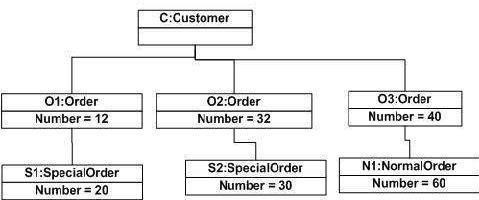 C:Customer
O1:Order
Number = 12
O2:Order
Number = 32
O3:Order
Number = 40
S1:SpecialOrder
Number = 20
S2:SpecialOrder
Number = 30
N1:NormalOrder
Number = 60